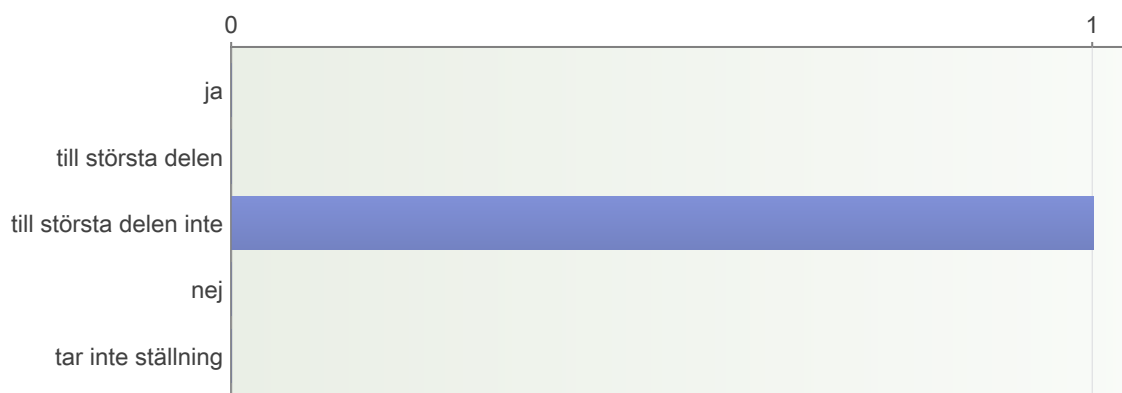 0 1
ja
till största delen
till största delen inte
nej
tar inte ställning